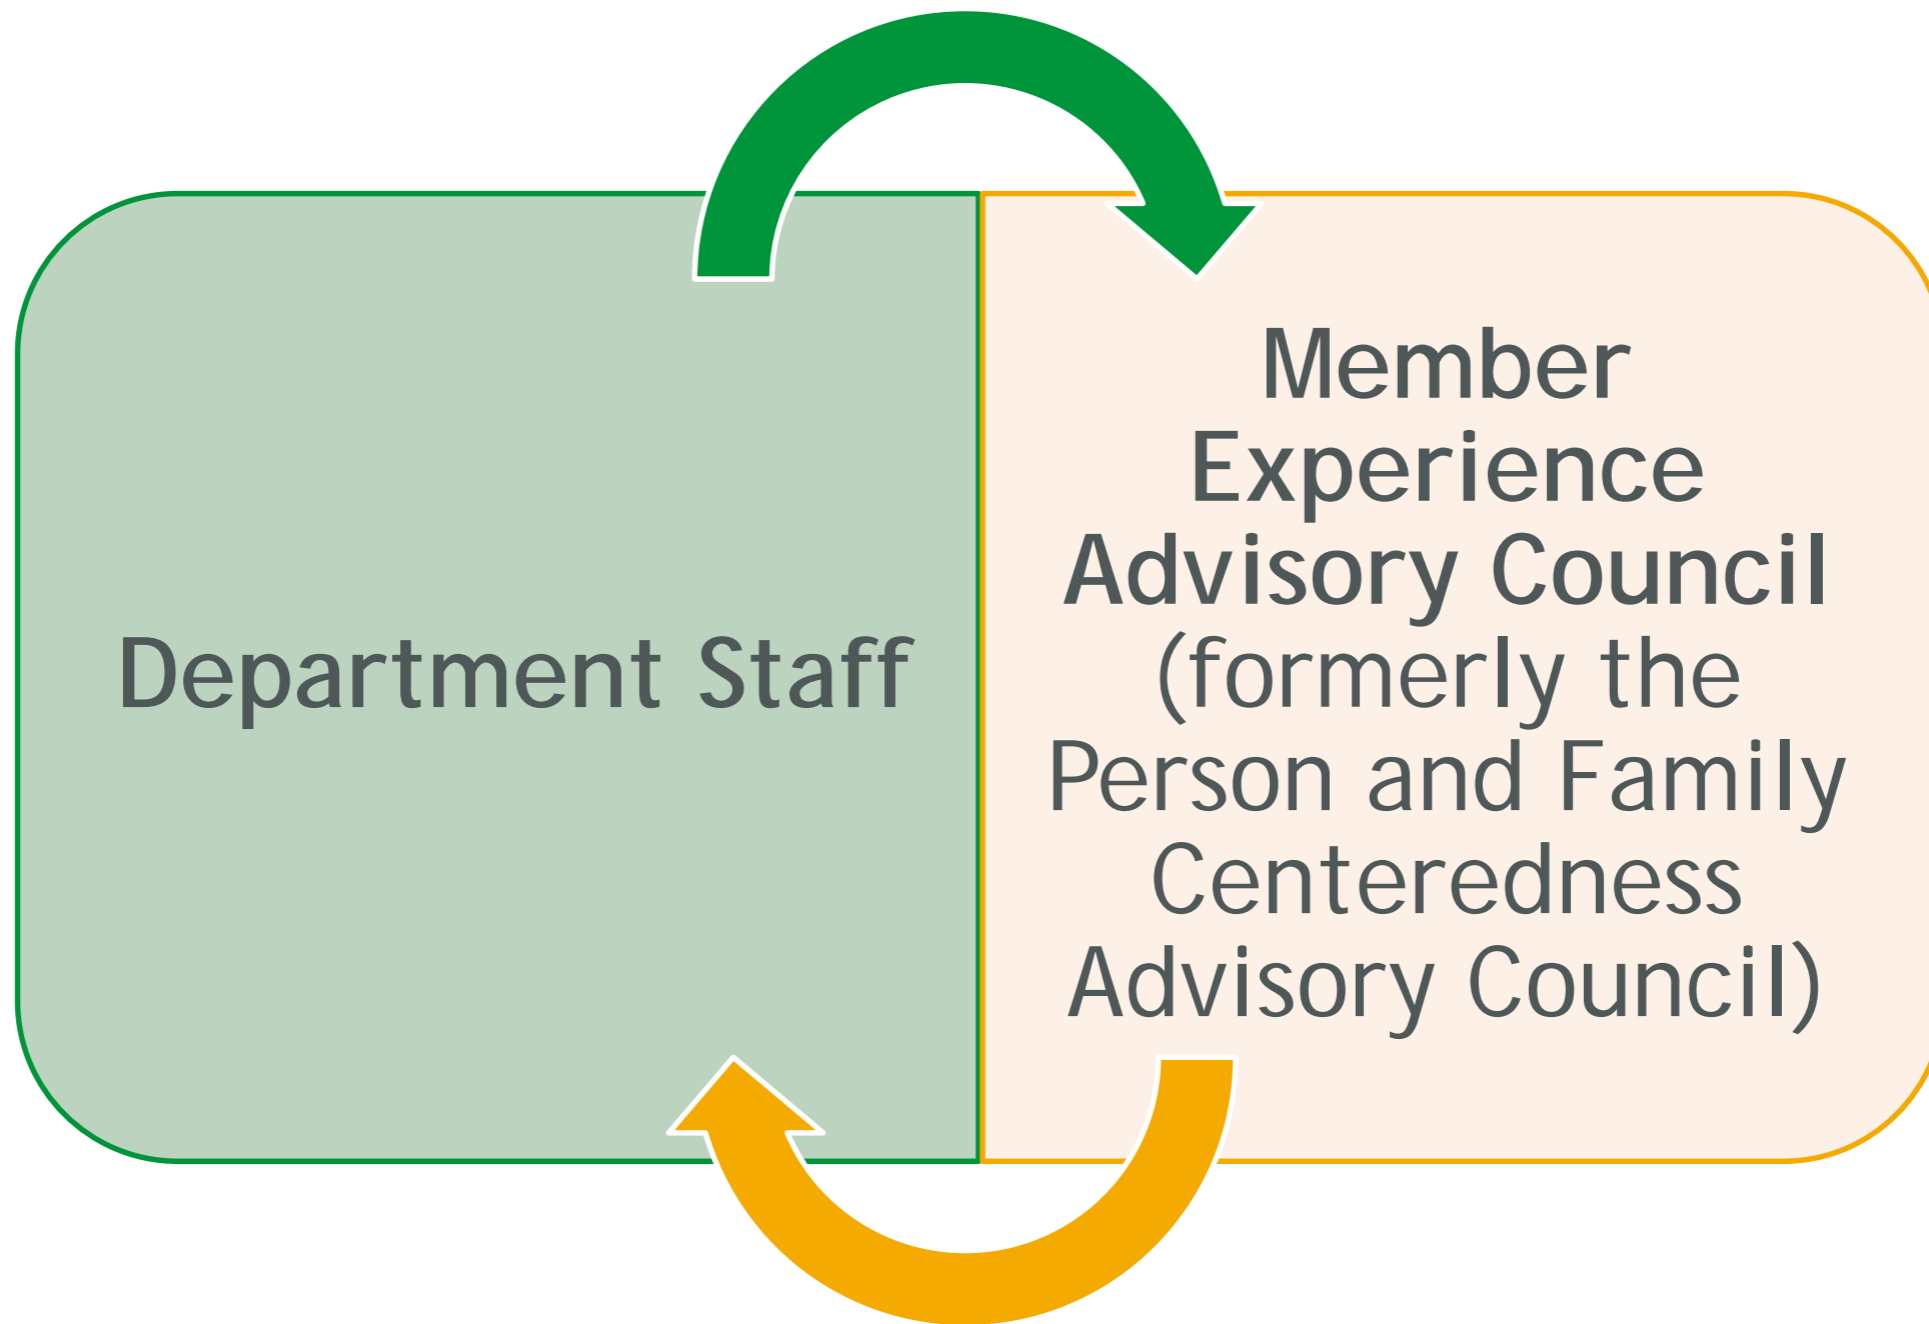 Department Staff
Member
Experience
Advisory Council
(formerly the
Person and Family
Centeredness
Advisory Council)